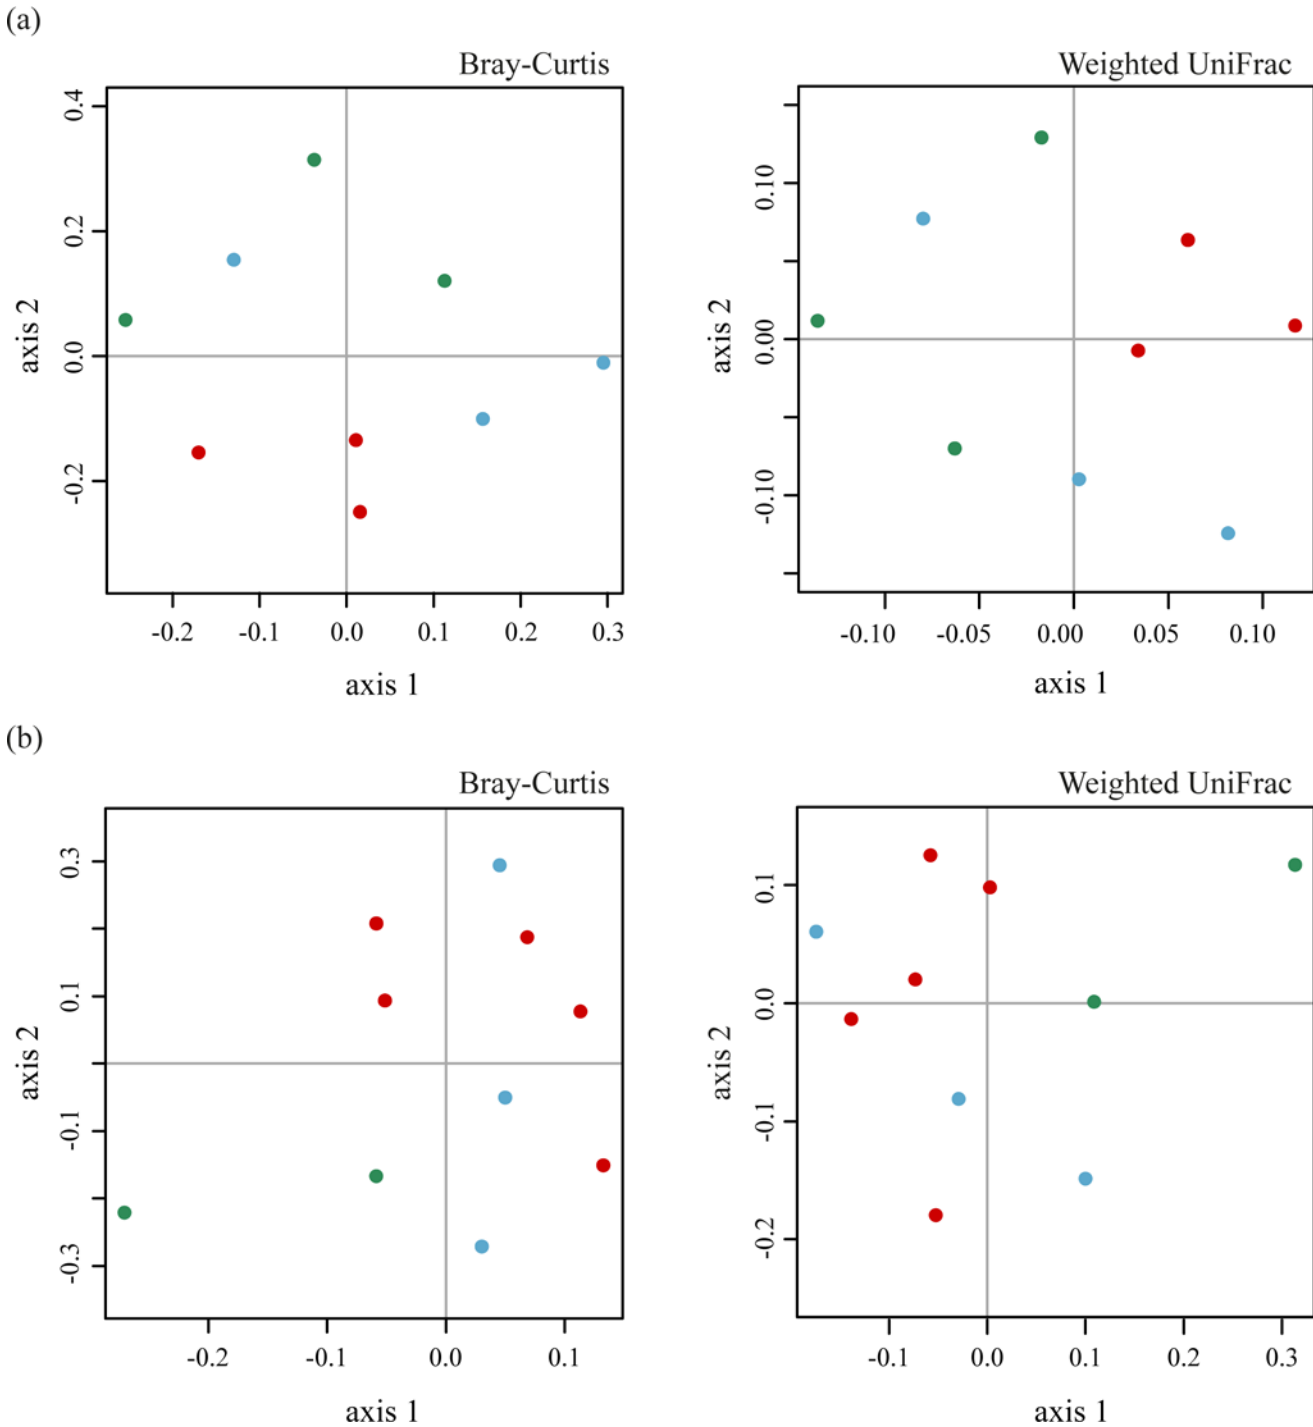 (a)
Bray-Curtis
0.4
0.2
0.0
-0.2
axis 2
-0.2 -0.1 0.0 0.1 0.2 0.3
axis 1
Weighted UniFrac
0.10
0.00
-0.10
axis 2
-0.10 -0.05 0.00 0.05 0.10
axis 1
(b)
Bray-Curtis
0.3
0.1
-0.1
-0.3
axis 2
-0.2 -0.1 0.0 0.1
axis 1
Weighted UniFrac
0.1
0.0
-0.1
-0.2
axis 2
-0.1 0.0 0.1 0.2 0.3
axis 1